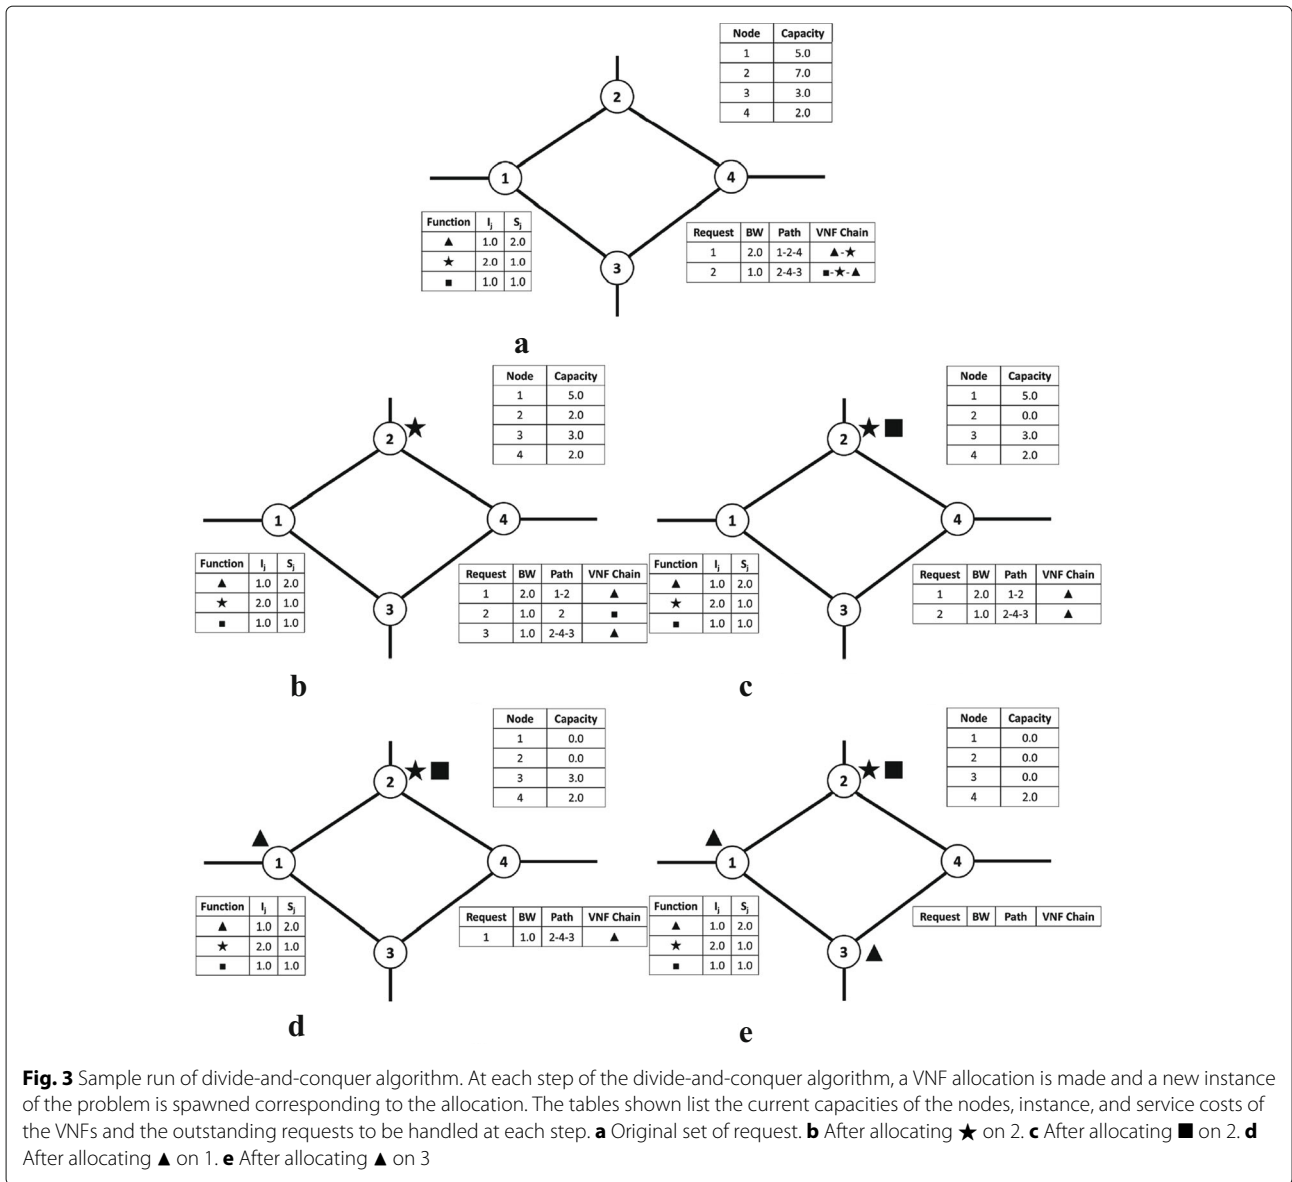 Node Capacity
1 5.0
2 7.0
3 3.0
4 2.0
2
1
4
3
Function Ij Sj
▲ 1.0 2.0
★ 2.0 1.0
■ 1.0 1.0
Request BW Path VNF Chain
1 2.0 1-2-4 ▲-★
2 1.0 2-4-3 ■-★-▲
a
Node Capacity
1 5.0
2 2.0
3 3.0
4 2.0
2 ★
1
4
3
Function Ij Sj
▲ 1.0 2.0
★ 2.0 1.0
■ 1.0 1.0
Request BW Path VNF Chain
1 2.0 1-2 ▲
2 1.0 2 ■
3 1.0 2-4-3 ▲
b
Node Capacity
1 5.0
2 0.0
3 3.0
4 2.0
2 ★ ■
1
4
3
Function Ij Sj
▲ 1.0 2.0
★ 2.0 1.0
■ 1.0 1.0
Request BW Path VNF Chain
1 2.0 1-2 ▲
2 1.0 2-4-3 ▲
c
Node Capacity
1 0.0
2 0.0
3 3.0
4 2.0
2 ★ ■
▲
1
4
3
Function Ij Sj
▲ 1.0 2.0
★ 2.0 1.0
■ 1.0 1.0
Request BW Path VNF Chain
1 1.0 2-4-3 ▲
d
Node Capacity
1 0.0
2 0.0
3 0.0
4 2.0
2 ★ ■
▲
1
4
3 ▲
Function Ij Sj
▲ 1.0 2.0
★ 2.0 1.0
■ 1.0 1.0
Request BW Path VNF Chain
e
Fig. 3 Sample run of divide-and-conquer algorithm. At each step of the divide-and-conquer algorithm, a VNF allocation is made and a new instance
of the problem is spawned corresponding to the allocation. The tables shown list the current capacities of the nodes, instance, and service costs of
the VNFs and the outstanding requests to be handled at each step. a Original set of request. b After allocating ★ on 2. c After allocating ■ on 2. d
After allocating ▲ on 1. e After allocating ▲ on 3